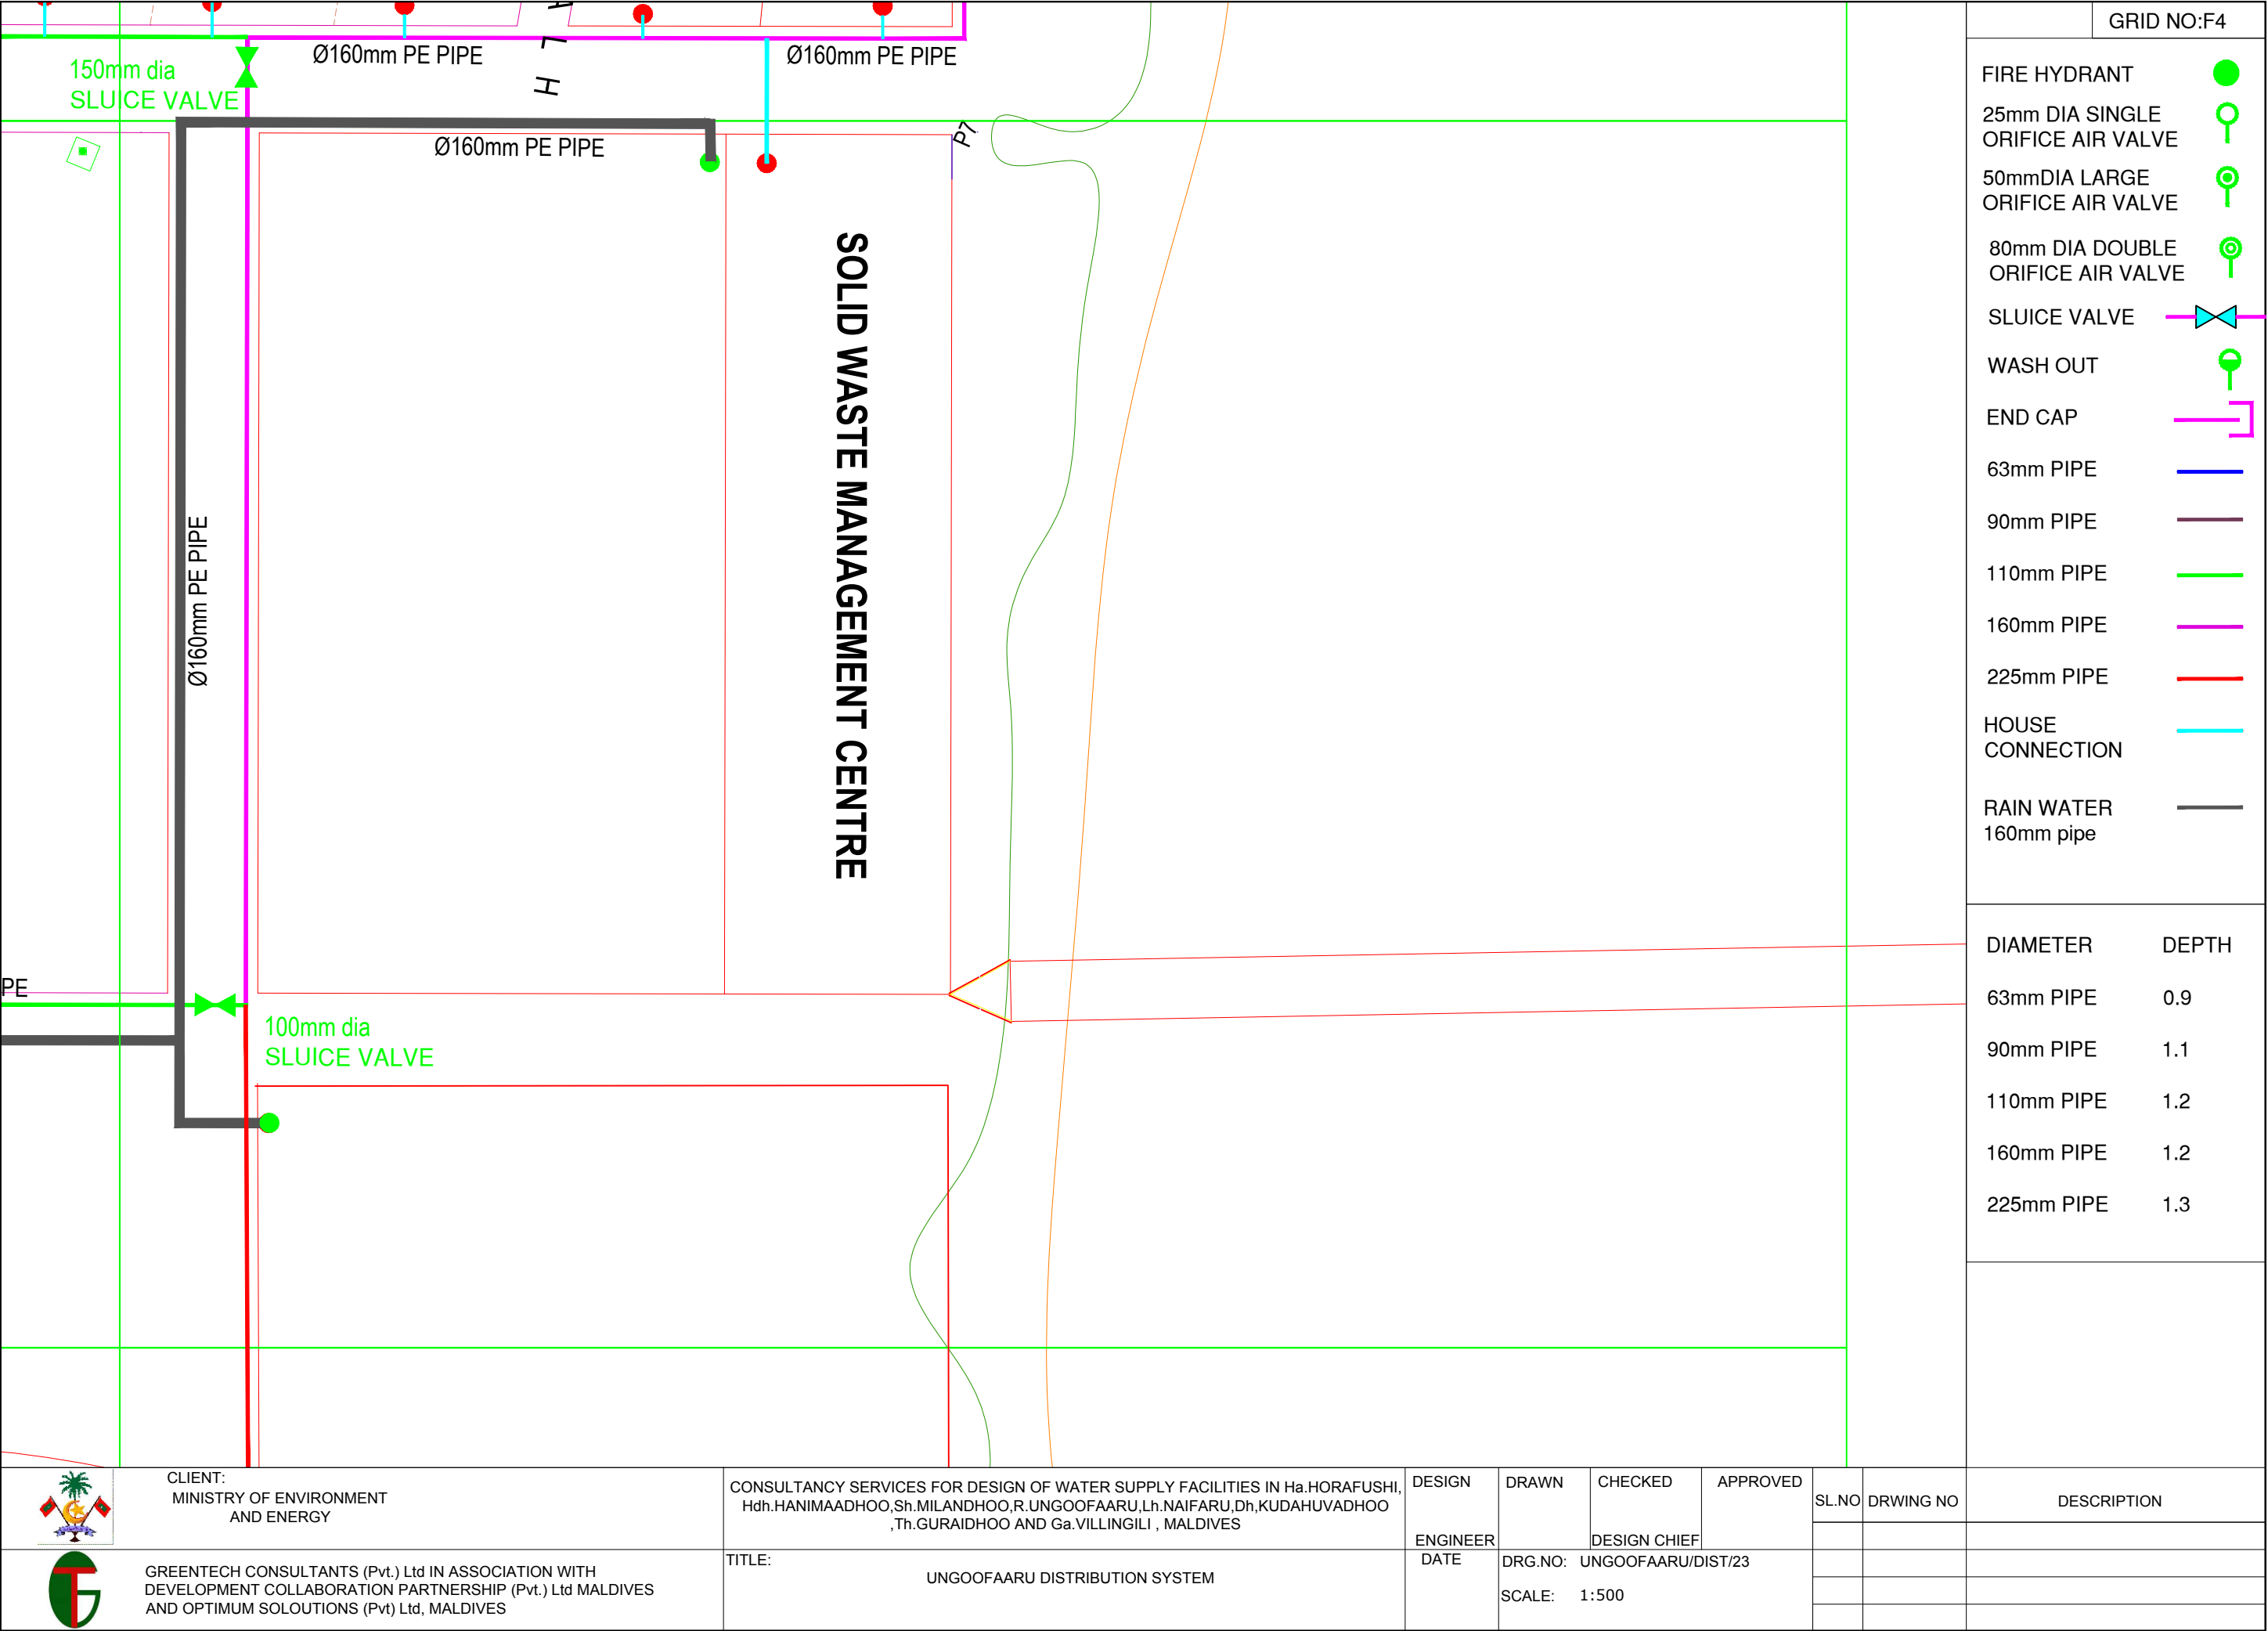 GRID NO:F4
Ø160mm PE PIPE
Ø160mm PE PIPE
150mm dia
SLUICE VALVE
H
L
Ø160mm PE PIPE
P7
Ø160mm PE PIPE
SOLID WASTE MANAGEMENT CENTRE
PE
100mm dia
SLUICE VALVE
FIRE HYDRANT
25mm DIA SINGLE
ORIFICE AIR VALVE
50mmDIA LARGE
ORIFICE AIR VALVE
80mm DIA DOUBLE
ORIFICE AIR VALVE
SLUICE VALVE
WASH OUT
END CAP
63mm PIPE
90mm PIPE
110mm PIPE
160mm PIPE
225mm PIPE
HOUSE
CONNECTION
RAIN WATER
160mm pipe
DIAMETER DEPTH
63mm PIPE 0.9
90mm PIPE 1.1
110mm PIPE 1.2
160mm PIPE 1.2
225mm PIPE 1.3
CLIENT:
MINISTRY OF ENVIRONMENT
AND ENERGY
GREENTECH CONSULTANTS (Pvt.) Ltd IN ASSOCIATION WITH
DEVELOPMENT COLLABORATION PARTNERSHIP (Pvt.) Ltd MALDIVES
AND OPTIMUM SOLOUTIONS (Pvt) Ltd, MALDIVES
CONSULTANCY SERVICES FOR DESIGN OF WATER SUPPLY FACILITIES IN Ha.HORAFUSHI,
Hdh.HANIMAADHOO,Sh.MILANDHOO,R.UNGOOFAARU,Lh.NAIFARU,Dh,KUDAHUVADHOO
,Th.GURAIDHOO AND Ga.VILLINGILI , MALDIVES
TITLE:
UNGOOFAARU DISTRIBUTION SYSTEM
DESIGN DRAWN CHECKED APPROVED
ENGINEER DESIGN CHIEF
DATE
DRG.NO: UNGOOFAARU/DIST/23
SCALE: 1:500
SL.NO DRWING NO DESCRIPTION